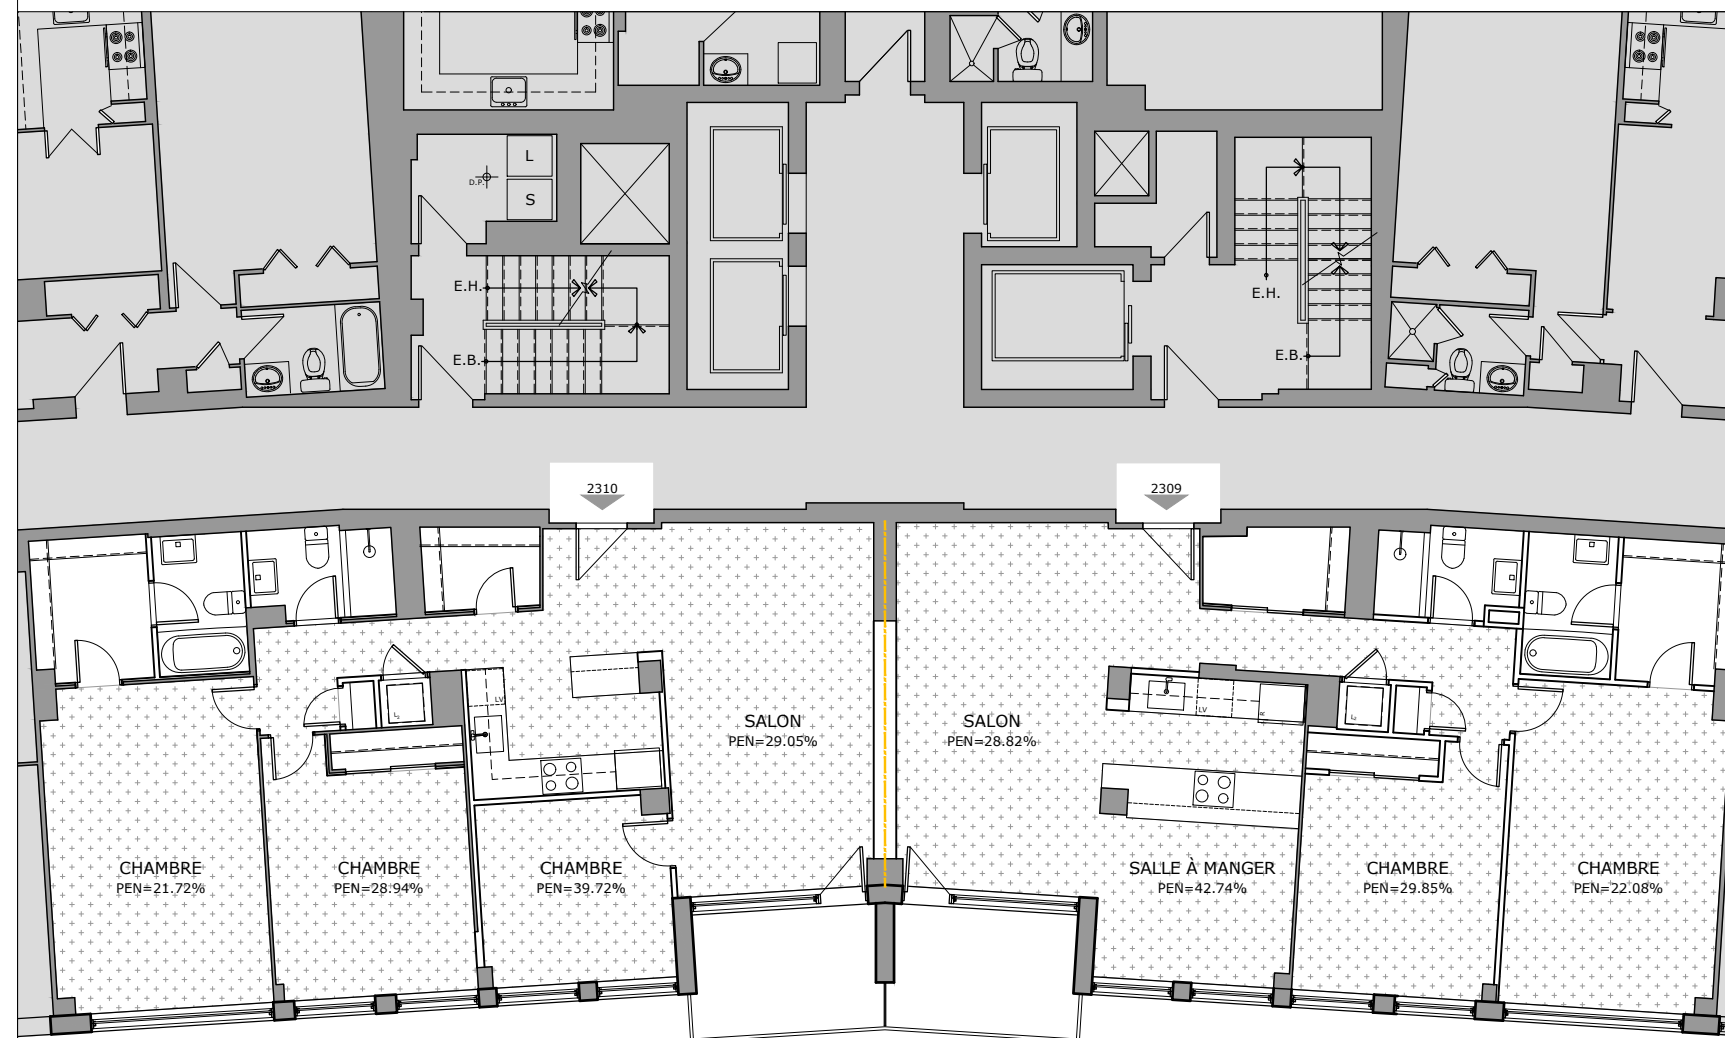 L
D.P.
S
E.H.
E.H.
E.B.
E.B.
2310
2309
LV
LV
R
SALON
PEN=29.05%
SALON
PEN=28.82%
CHAMBRE
PEN=21.72%
CHAMBRE
PEN=28.94%
CHAMBRE
PEN=39.72%
SALLE À MANGER
PEN=42.74%
CHAMBRE
PEN=29.85%
CHAMBRE
PEN=22.08%